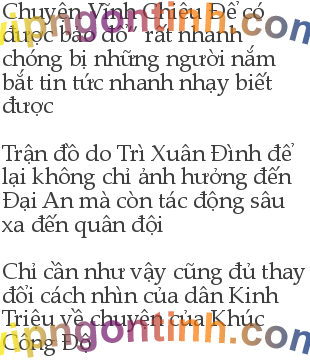 Chuyện Vĩnh Chiêu Đế có
được bảo đồ” rất nhanh
chóng bị những người nắm
bắt tin tức nhanh nhạy biết
được
Trận đồ do Trì Xuân Đình để
lại không chỉ ảnh hưởng đến
Đại An mà còn tác động sâu
xa đến quân đội
Chỉ cần như vậy cũng đủ thay
đổi cách nhìn của dân Kinh
Triệu về chuyện của Khúc
Công Độ
vipngontinh.com
vipngontinh.com